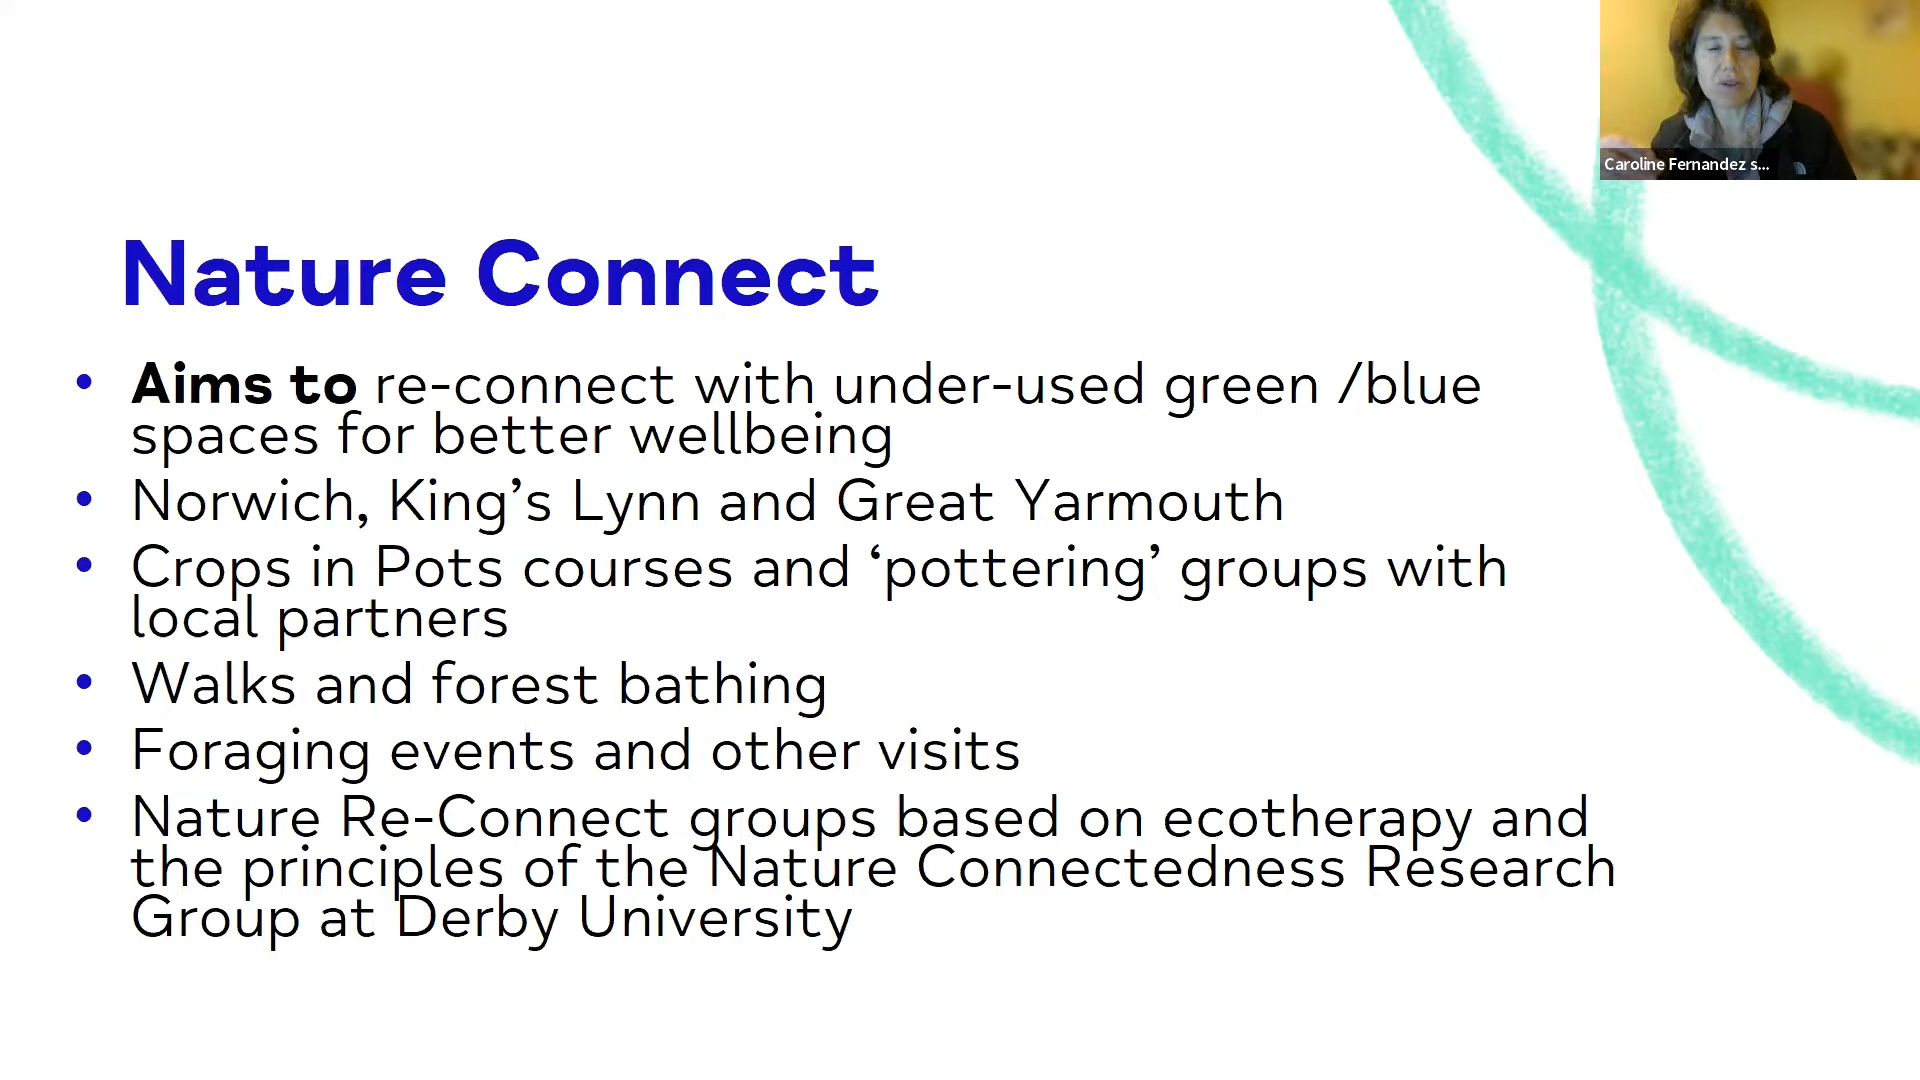 Caroline Fernandez s...
Nature Connect
• Aims to re-connect with under-used green /blue
spaces for better wellbeing
• Norwich, King’s Lynn and Great Yarmouth
• Crops in Pots courses and ‘pottering’ groups with
local partners
• Walks and forest bathing
• Foraging events and other visits
• Nature Re-Connect groups based on ecotherapy and
the principles of the Nature Connectedness Research
Group at Derby University